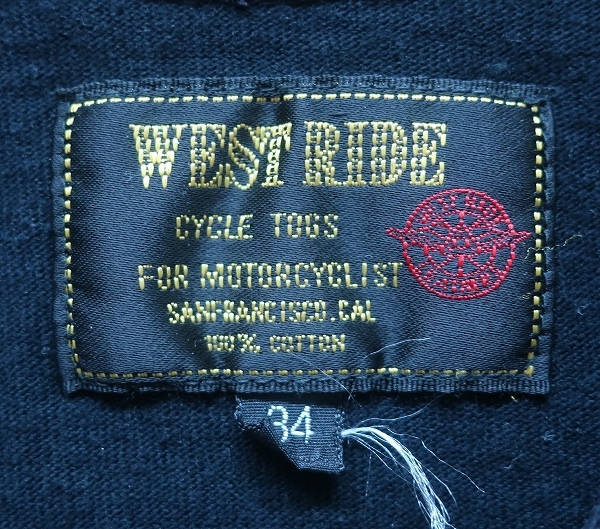 WEST RIDE
CYCLE TOGS
FOR MOTORCYCLIST
SANFRANCISCO.CAL
100% COTTON
34